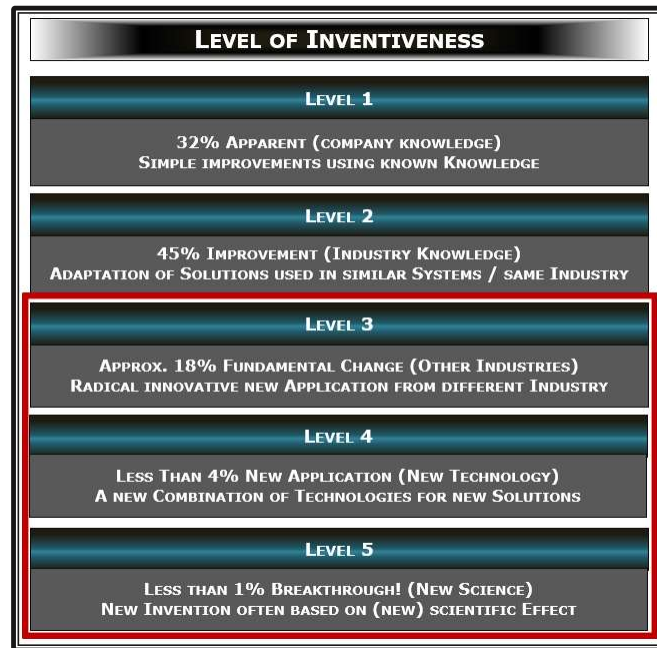 LEVEL OF INVENTIVENESS
LEVEL 1
32% APPARENT (COMPANY KNOWLEDGE)
SIMPLE IMPROVEMENTS USING KNOWN KNOWLEDGE
LEVEL 2
45% IMPROVEMENT (INDUSTRY KNOWLEDGE)
ADAPTATION OF SOLUTIONS USED IN SIMILAR SYSTEMS / SAME INDUSTRY
LEVEL 3
APPROX. 18% FUNDAMENTAL CHANGE (OTHER INDUSTRIES)
RADICAL INNOVATIVE NEW APPLICATION FROM DIFFERENT INDUSTRY
LEVEL 4
LESS THAN 4% NEW APPLICATION (NEW TECHNOLOGY)
A NEW COMBINATION OF TECHNOLOGIES FOR NEW SOLUTIONS
LEVEL 5
LESS THAN 1% BREAKTHROUGH! (NEW SCIENCE)
NEW INVENTION OFTEN BASED ON (NEW) SCIENTIFIC EFFECT